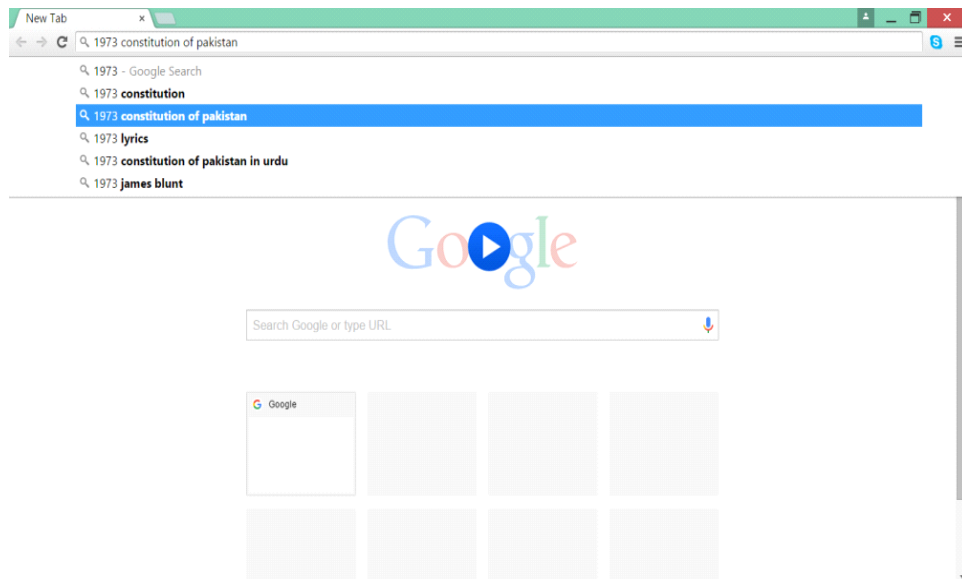 New Tab
1973 constitution of pakistan
1973 - Google Search
1973 constitution
1973 constitution of pakistan
1973 lyrics
1973 constitution of pakistan in urdu
1973 james blunt
Google
Search Google or type URL
G Google